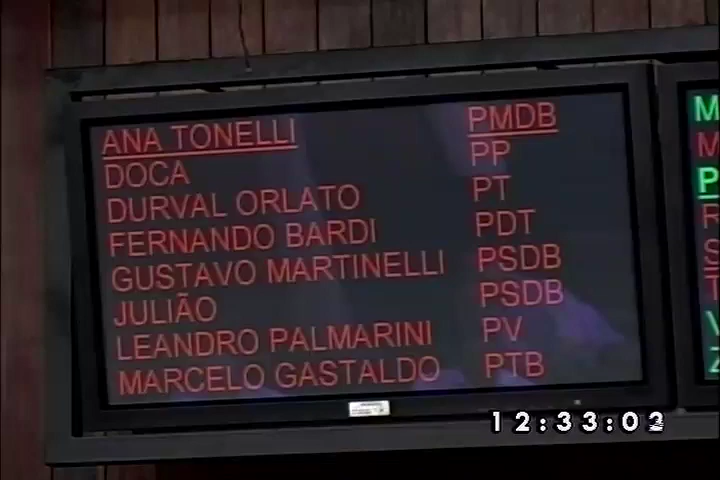 ANA TONELLI PMDB
DOCA PP
DURVAL ORLATO PT
FERNANDO BARDI PDT
GUSTAVO MARTINELLI PSDB
JULIÃO PSDB
LEANDRO PALMARINI PV
MARCELO GASTALDO PTB
M
M
P
R
S
T
V
Z
12:33:02